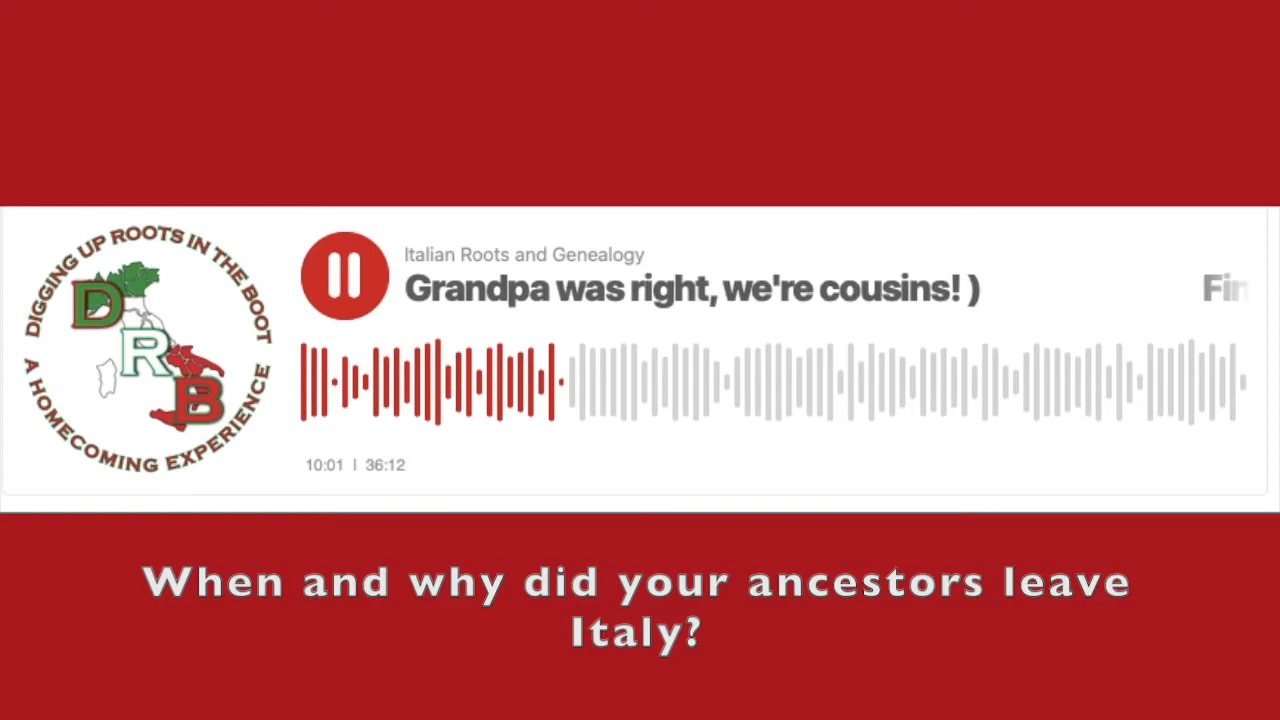 DIGGING UP ROOTS IN THE BOOT
A HOMECOMING EXPERIENCE
D
R
B
Italian Roots and Genealogy
Grandpa was right, we're cousins! )
10:01 | 36:12
When and why did your ancestors leave
Italy?